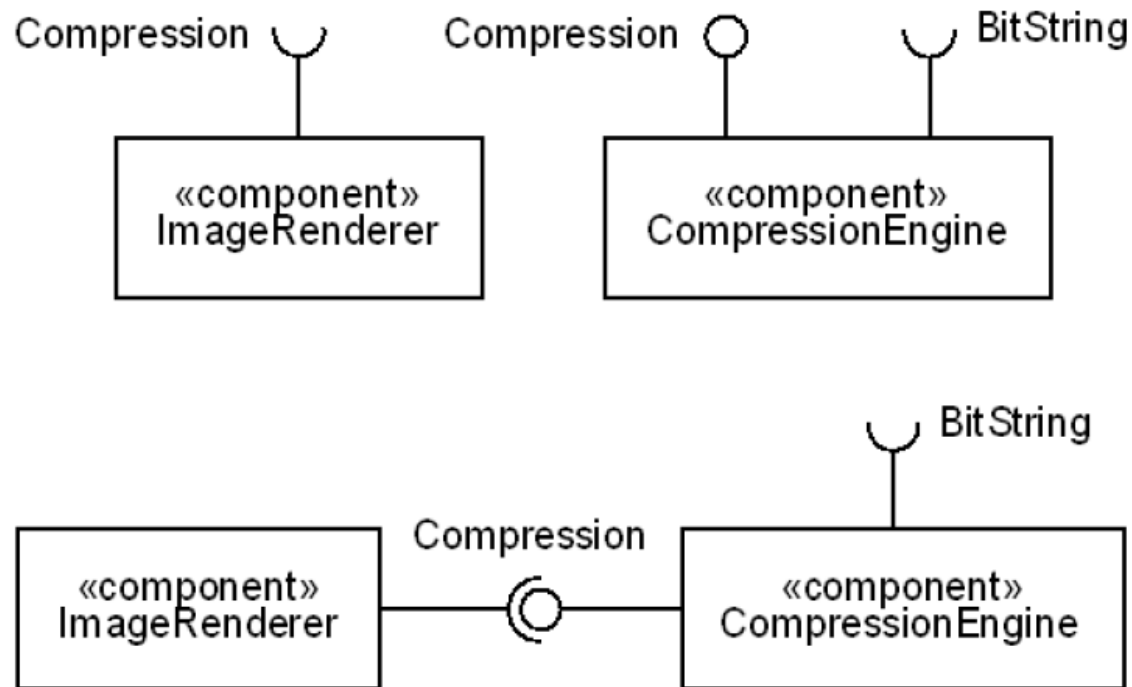 Compression
Compression
BitString
«component»
ImageRenderer
«component»
CompressionEngine
BitString
Compression
«component»
ImageRenderer
«component»
CompressionEngine